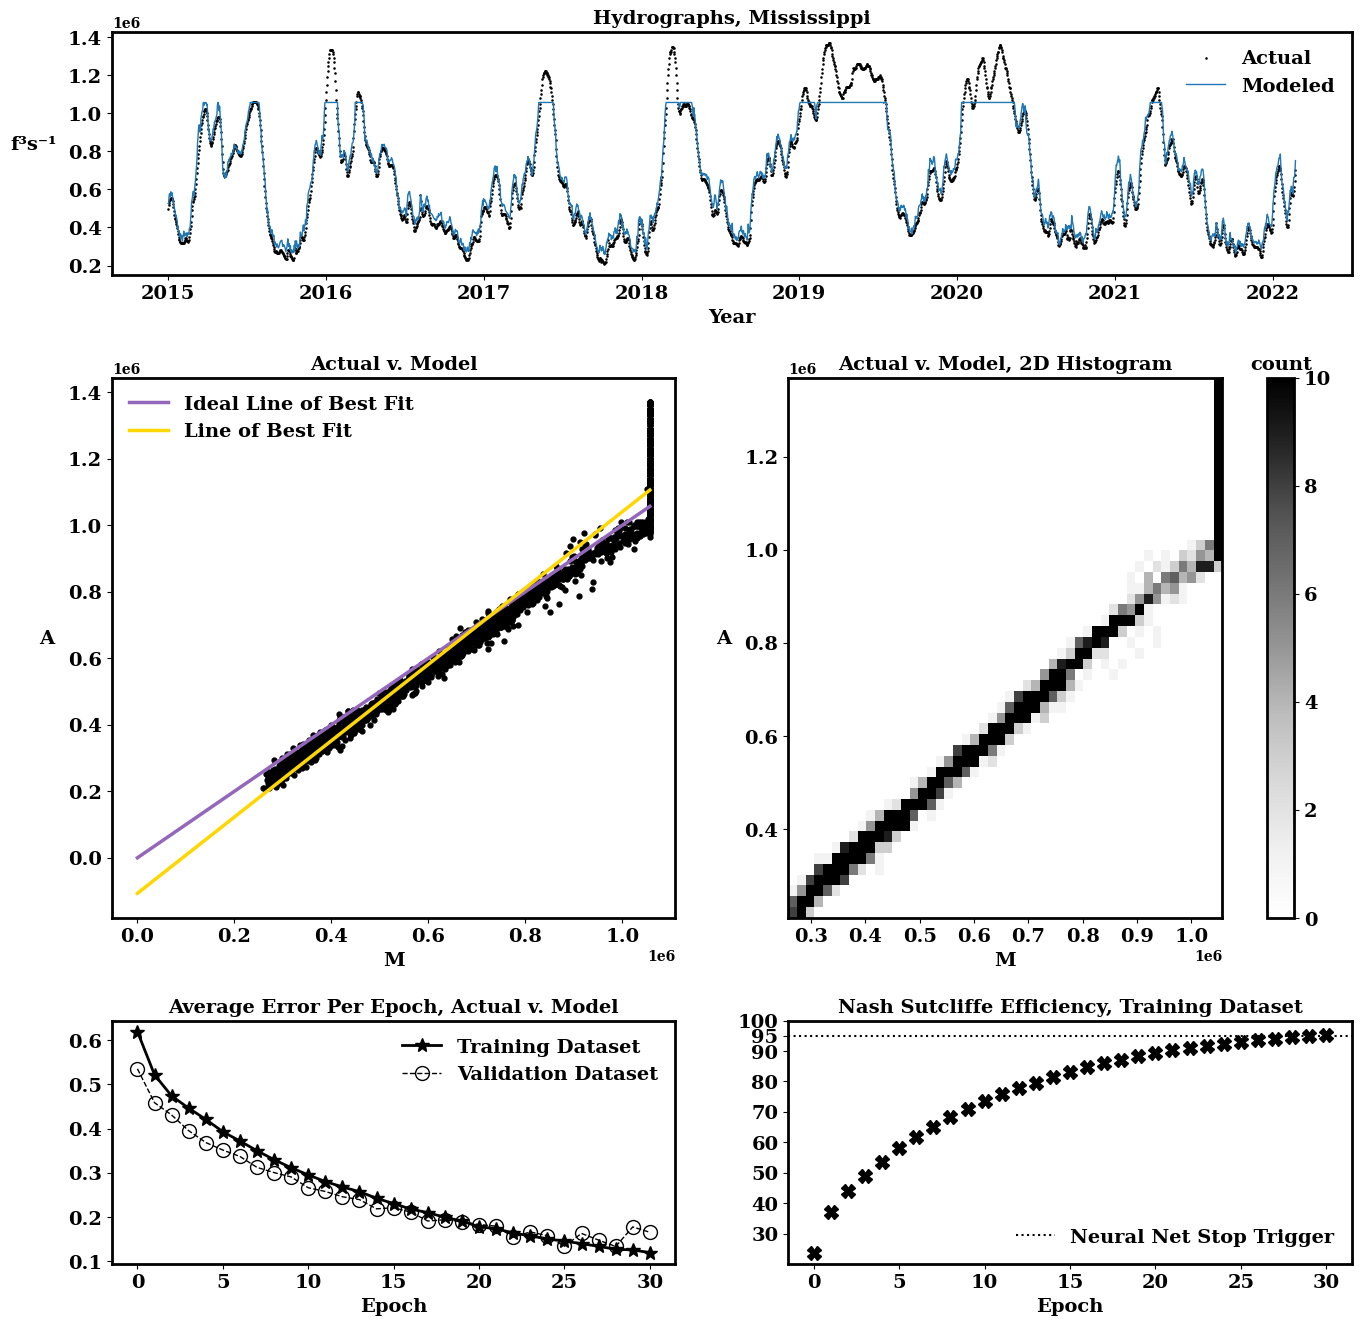 Hydrographs, Mississippi
1e6
1.4
1.2
1.0
0.8
0.6
0.4
0.2
f³s⁻¹
Actual
Modeled
2015 2016 2017 2018 2019 2020 2021 2022
Year
Actual v. Model
1e6
1.4
1.2
1.0
0.8
0.6
0.4
0.2
0.0
A
Ideal Line of Best Fit
Line of Best Fit
0.0 0.2 0.4 0.6 0.8 1.0
M
1e6
Actual v. Model, 2D Histogram
1e6
1.2
1.0
0.8
0.6
0.4
A
0.3 0.4 0.5 0.6 0.7 0.8 0.9 1.0
M
1e6
count
10
8
6
4
2
0
Average Error Per Epoch, Actual v. Model
0.6
0.5
0.4
0.3
0.2
0.1
Training Dataset
Validation Dataset
0 5 10 15 20 25 30
Epoch
Nash Sutcliffe Efficiency, Training Dataset
100
95
90
80
70
60
50
40
30
Neural Net Stop Trigger
0 5 10 15 20 25 30
Epoch